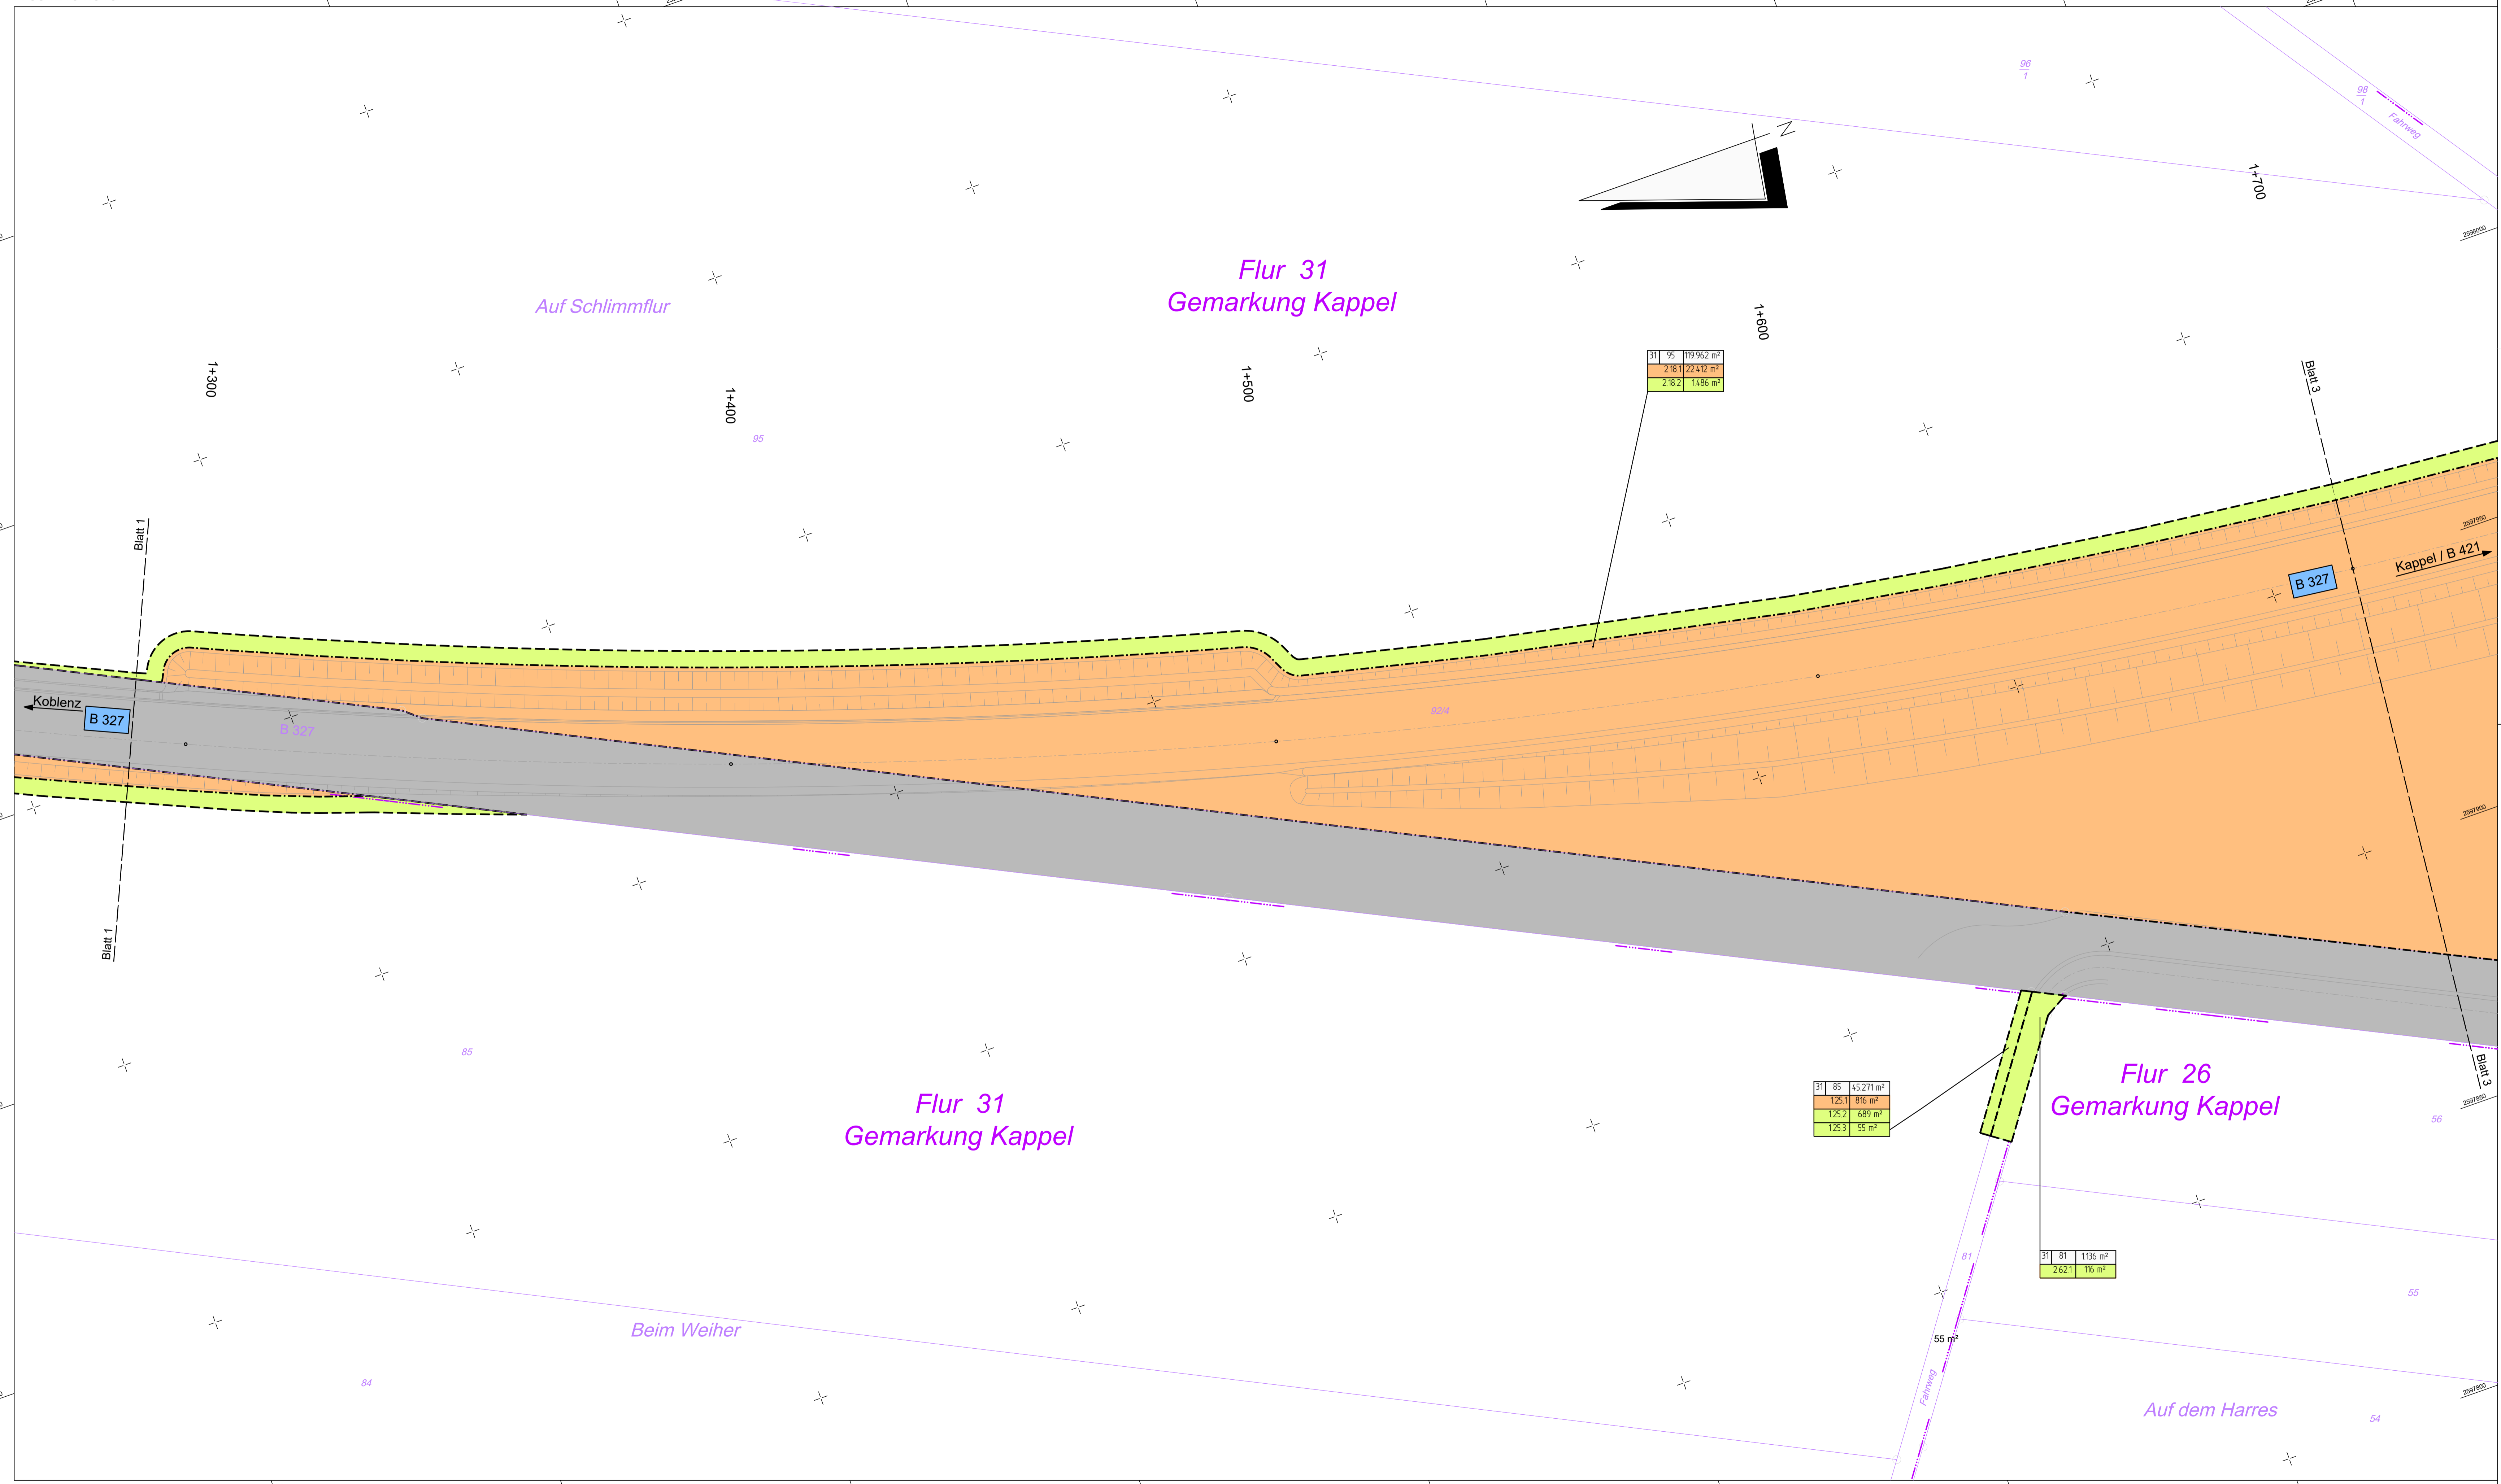 96
1
98
1
Fahrweg
N
1+700
2598000
Flur 31
Gemarkung Kappel
Auf Schlimmflur
1+600
1+300
1+400
1+500
31 95 119.962 m²
2.18.1 22.412 m²
2.18.2 1.486 m²
Blatt 3
95
Blatt 1
2597950
Kappel / B 421
B 327
Koblenz
B 327
B 327
92/4
2597900
Blatt 1
85
Flur 31
Gemarkung Kappel
31 85 45.271 m²
1.25.1 816 m²
1.25.2 689 m²
1.25.3 55 m²
Flur 26
Gemarkung Kappel
Blatt 3
2597850
56
81
31 81 1.136 m²
2.62.1 116 m²
55
Beim Weiher
55 m²
84
Fahrweg
2597800
Auf dem Harres
54